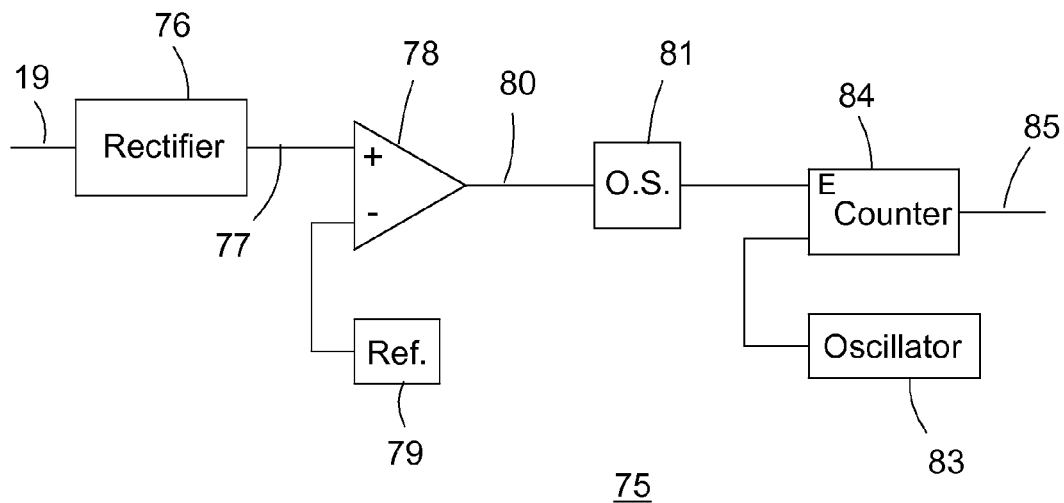 76
78
81
19
80
84
85
Rectifier
+
O.S.
E
Counter
-
77
Ref.
Oscillator
79
83
75